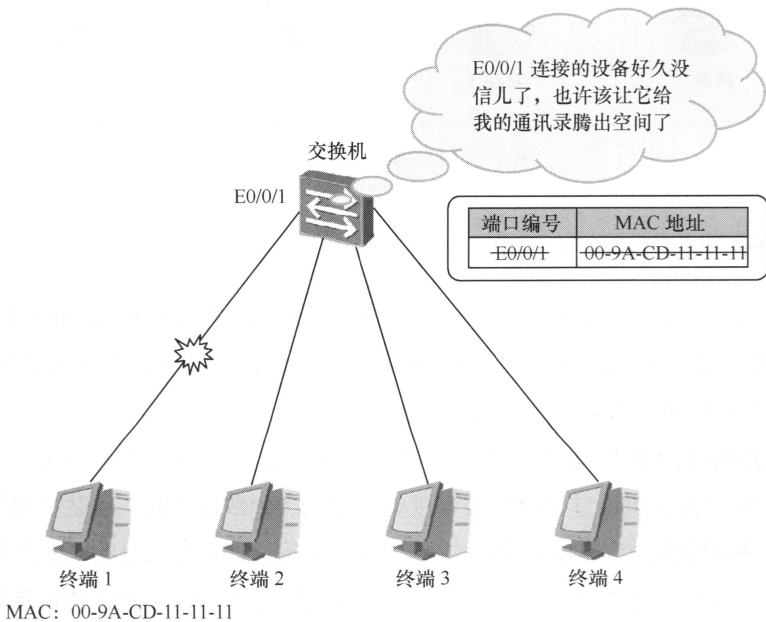 E0/0/1 连接的设备好久没
信儿了，也许该让它给
我的通讯录腾出空间了
交换机
E0/0/1
端口编号 MAC 地址
E0/0/1 00-9A-CD-11-11-11
终端 1 终端 2 终端 3 终端 4
MAC：00-9A-CD-11-11-11